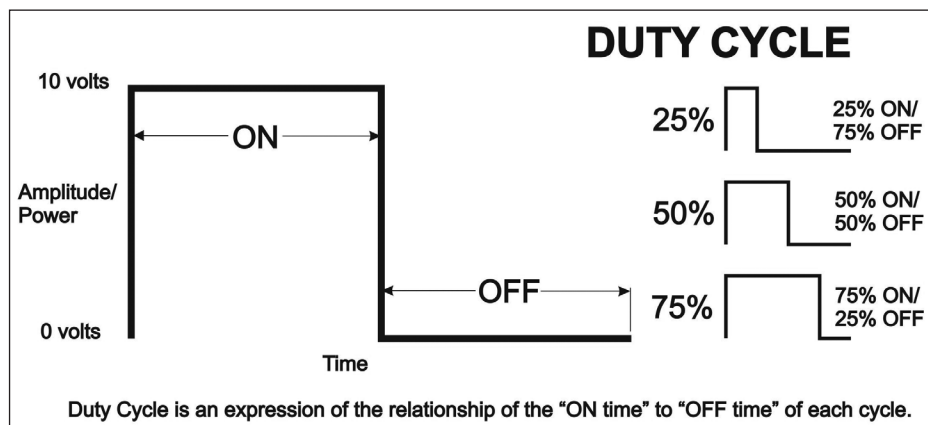 DUTY CYCLE
10 volts
ON
Amplitude/
Power
OFF
0 volts
Time
25%
25% ON/
75% OFF
50%
50% ON/
50% OFF
75%
75% ON/
25% OFF
Duty Cycle is an expression of the relationship of the “ON time” to “OFF time” of each cycle.